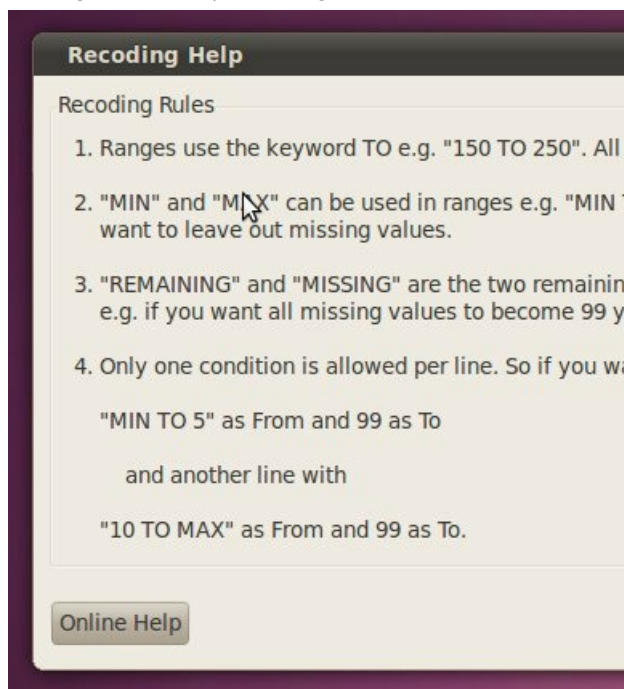 Recoding Help
Recoding Rules
1. Ranges use the keyword TO e.g. "150 TO 250". All
2. "MIN" and "MAX" can be used in ranges e.g. "MIN
want to leave out missing values.
3. "REMAINING" and "MISSING" are the two
e.g. if you want all missing values to become 99
4. Only one condition is allowed per line. So if you
"MIN TO 5" as From and 99 as To
and another line with
"10 TO MAX" as From and 99 as To.
Online Help